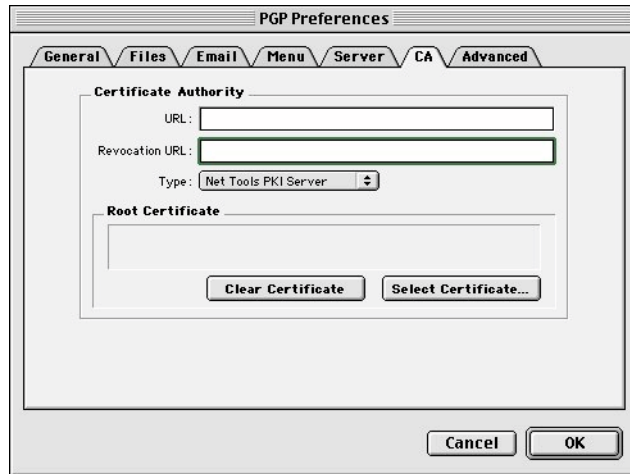 PGP Preferences
General Files Email Menu Server CA Advanced
Certificate Authority
URL:
Revocation URL:
Type: Net Tools PKI Server
Root Certificate
Clear Certificate Select Certificate...
Cancel OK